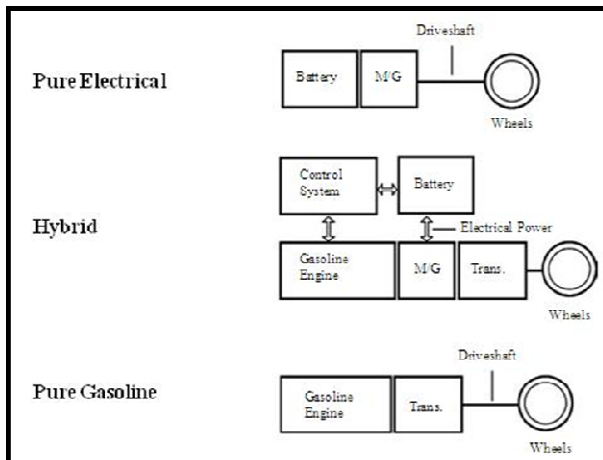 Driveshaft
Pure Electrical
Battery
M/G
Wheels
Control
System
Battery
Hybrid
Electrical Power
Gasoline
Engine
M/G
Trans.
Wheels
Driveshaft
Pure Gasoline
Gasoline
Engine
Trans.
Wheels